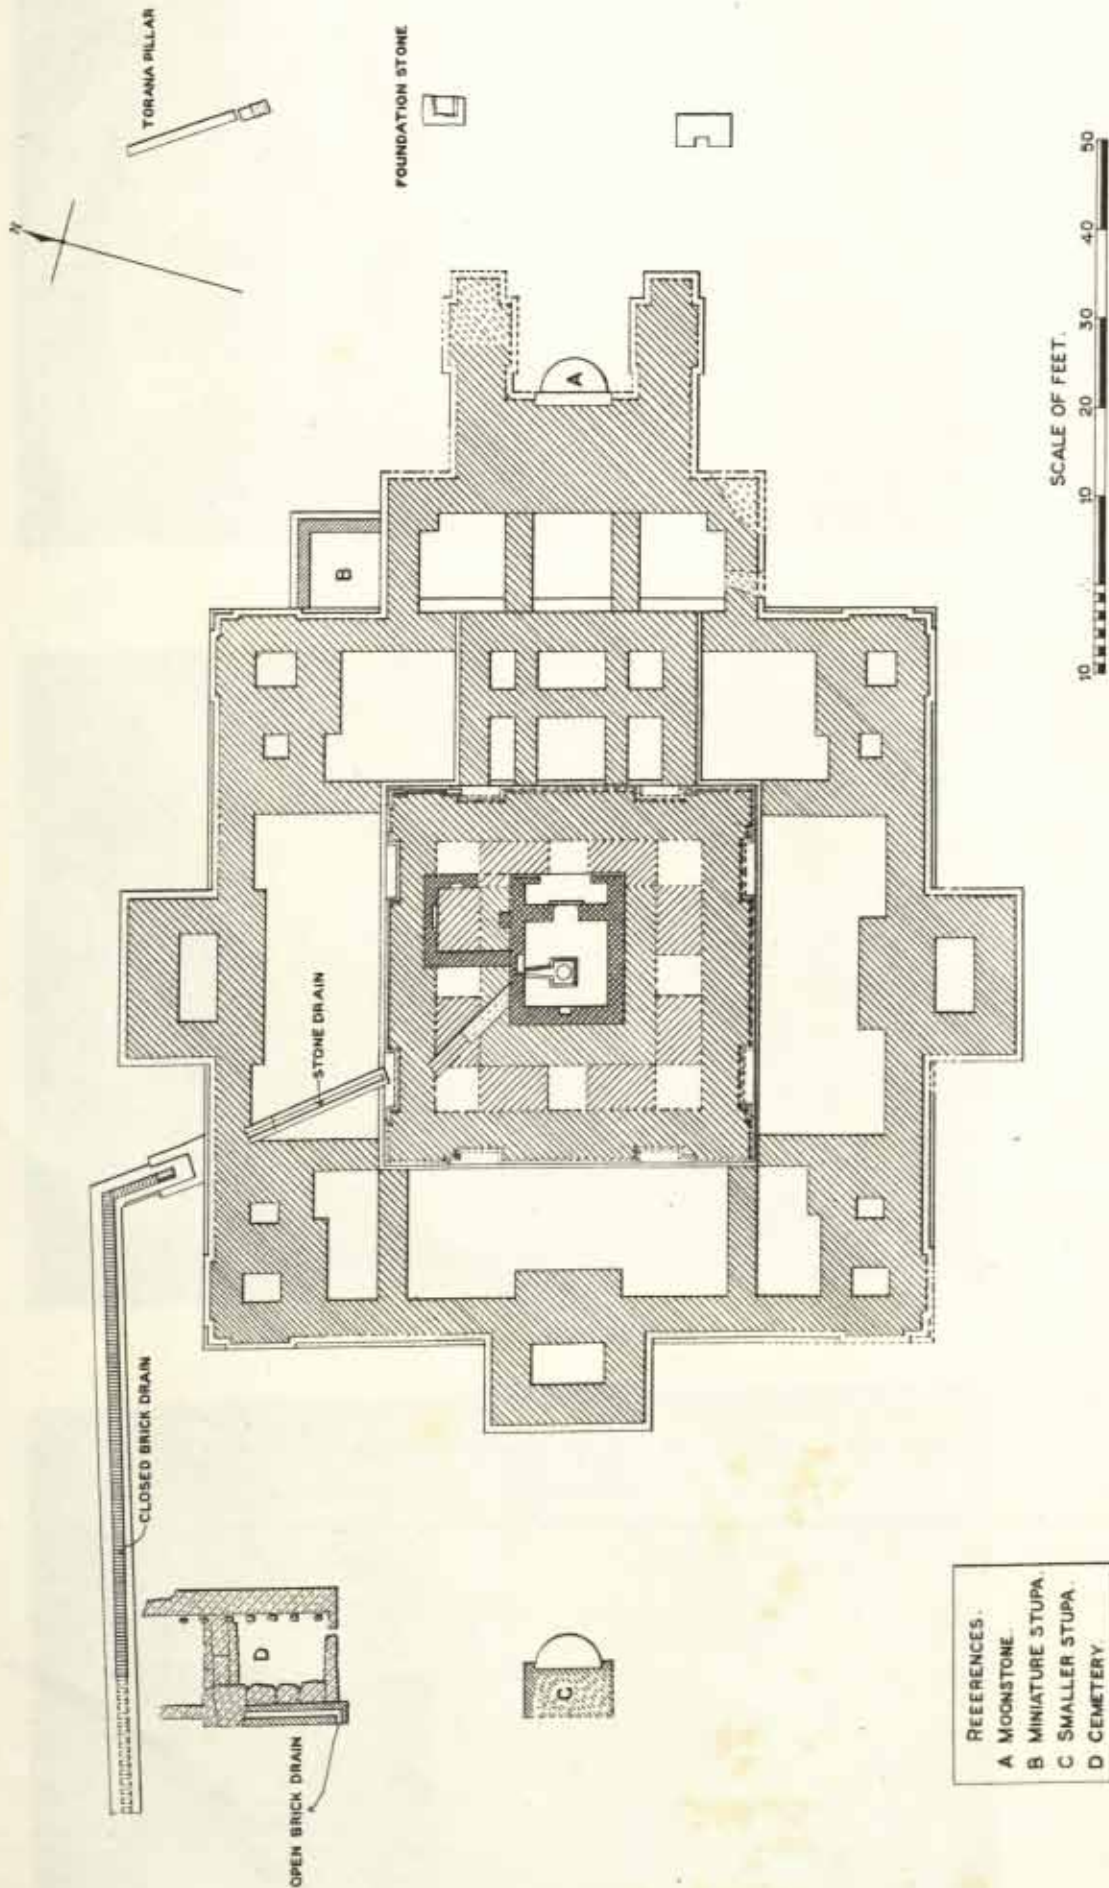 N
TORANA PILLAR
FOUNDATION STONE
A
B
STONE DRAIN
CLOSED BRICK DRAIN
D
OPEN BRICK DRAIN
C
SCALE OF FEET.
10 0 10 20 30 40 50
REFERENCES.
A MOONSTONE.
B MINIATURE STUPA.
C SMALLER STUPA.
D CEMETERY.